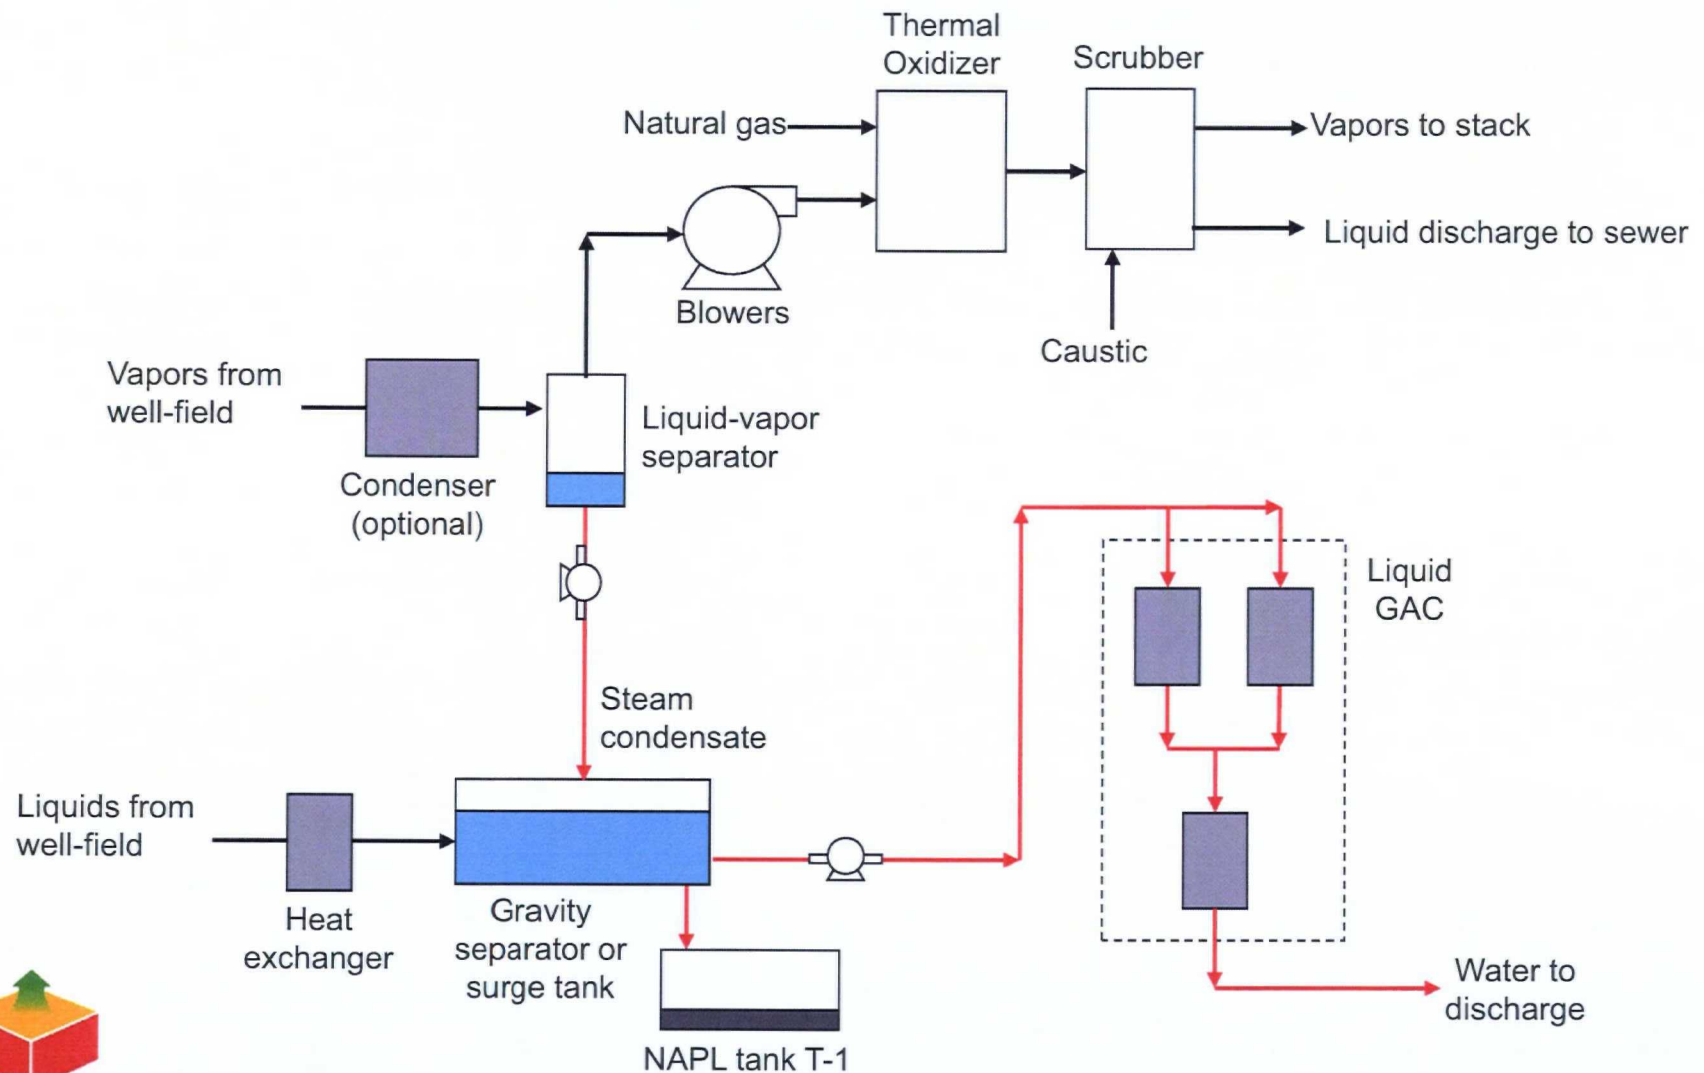 Thermal
Oxidizer
Scrubber
Natural gas
Vapors to stack
Liquid discharge to sewer
Blowers
Caustic
Vapors from
well-field
Liquid-vapor
separator
Condenser
(optional)
Liquid
GAC
Steam
condensate
Liquids from
well-field
Heat
exchanger
Gravity
separator or
surge tank
Water to
discharge
NAPL tank T-1